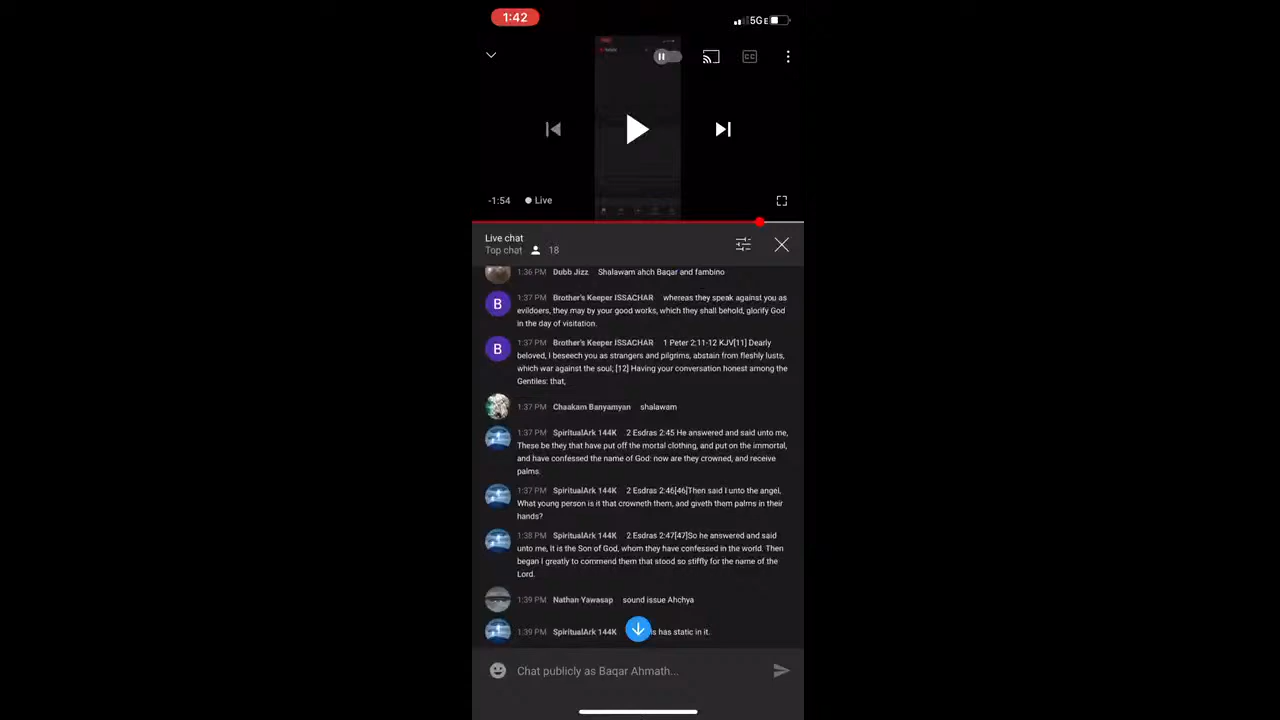 1:42
5GE
CC
-1:54 Live
Live chat
Top chat 18
1:36 PM Dubb Jizz Shalawam ahch Baqar and fambino
B 1:37 PM Brother's Keeper ISSACHAR whereas they speak against you as
evildoers, they may by your good works, which they shall behold, glorify God
in the day of visitation.
B 1:37 PM Brother's Keeper ISSACHAR 1 Peter 2:11-12 KJV[11] Dearly
beloved, I beseech you as strangers and pilgrims, abstain from fleshly lusts,
which war against the soul; [12] Having your conversation honest among the
Gentiles: that,
1:37 PM Chaakam Banyamyan shalawam
1:37 PM SpiritualArk 144K 2 Esdras 2:45 He answered and said unto me,
These be they that have put off the mortal clothing, and put on the immortal,
and have confessed the name of God: now are they crowned, and receive
palms.
1:37 PM SpiritualArk 144K 2 Esdras 2:46[46]Then said I unto the angel,
What young person is it that crowneth them, and giveth them palms in their
hands?
1:38 PM SpiritualArk 144K 2 Esdras 2:47[47]So he answered and said
unto me, It is the Son of God, whom they have confessed in the world. Then
began I greatly to commend them that stood so stiffly for the name of the
Lord.
1:39 PM Nathan Yawasap sound issue Ahchya
1:39 PM SpiritualArk 144K has static in it.
Chat publicly as Baqar Ahmath...